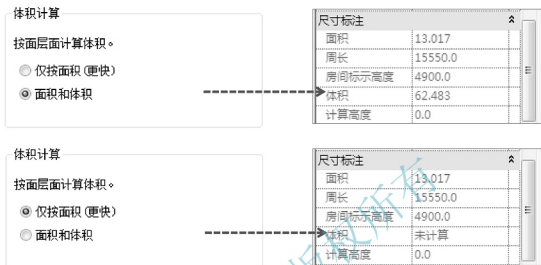 体积计算
按面层面计算体积。
仅按面积(更快)
面积和体积
尺寸标注
面积 13.017
周长 15550.0
房间标示高度 4900.0
体积 62.483
计算高度 0.0
体积计算
按面层面计算体积。
仅按面积(更快)
面积和体积
尺寸标注
面积 13.017
周长 15550.0
房间标示高度 4900.0
体积 未计算
计算高度 0.0
版权所有